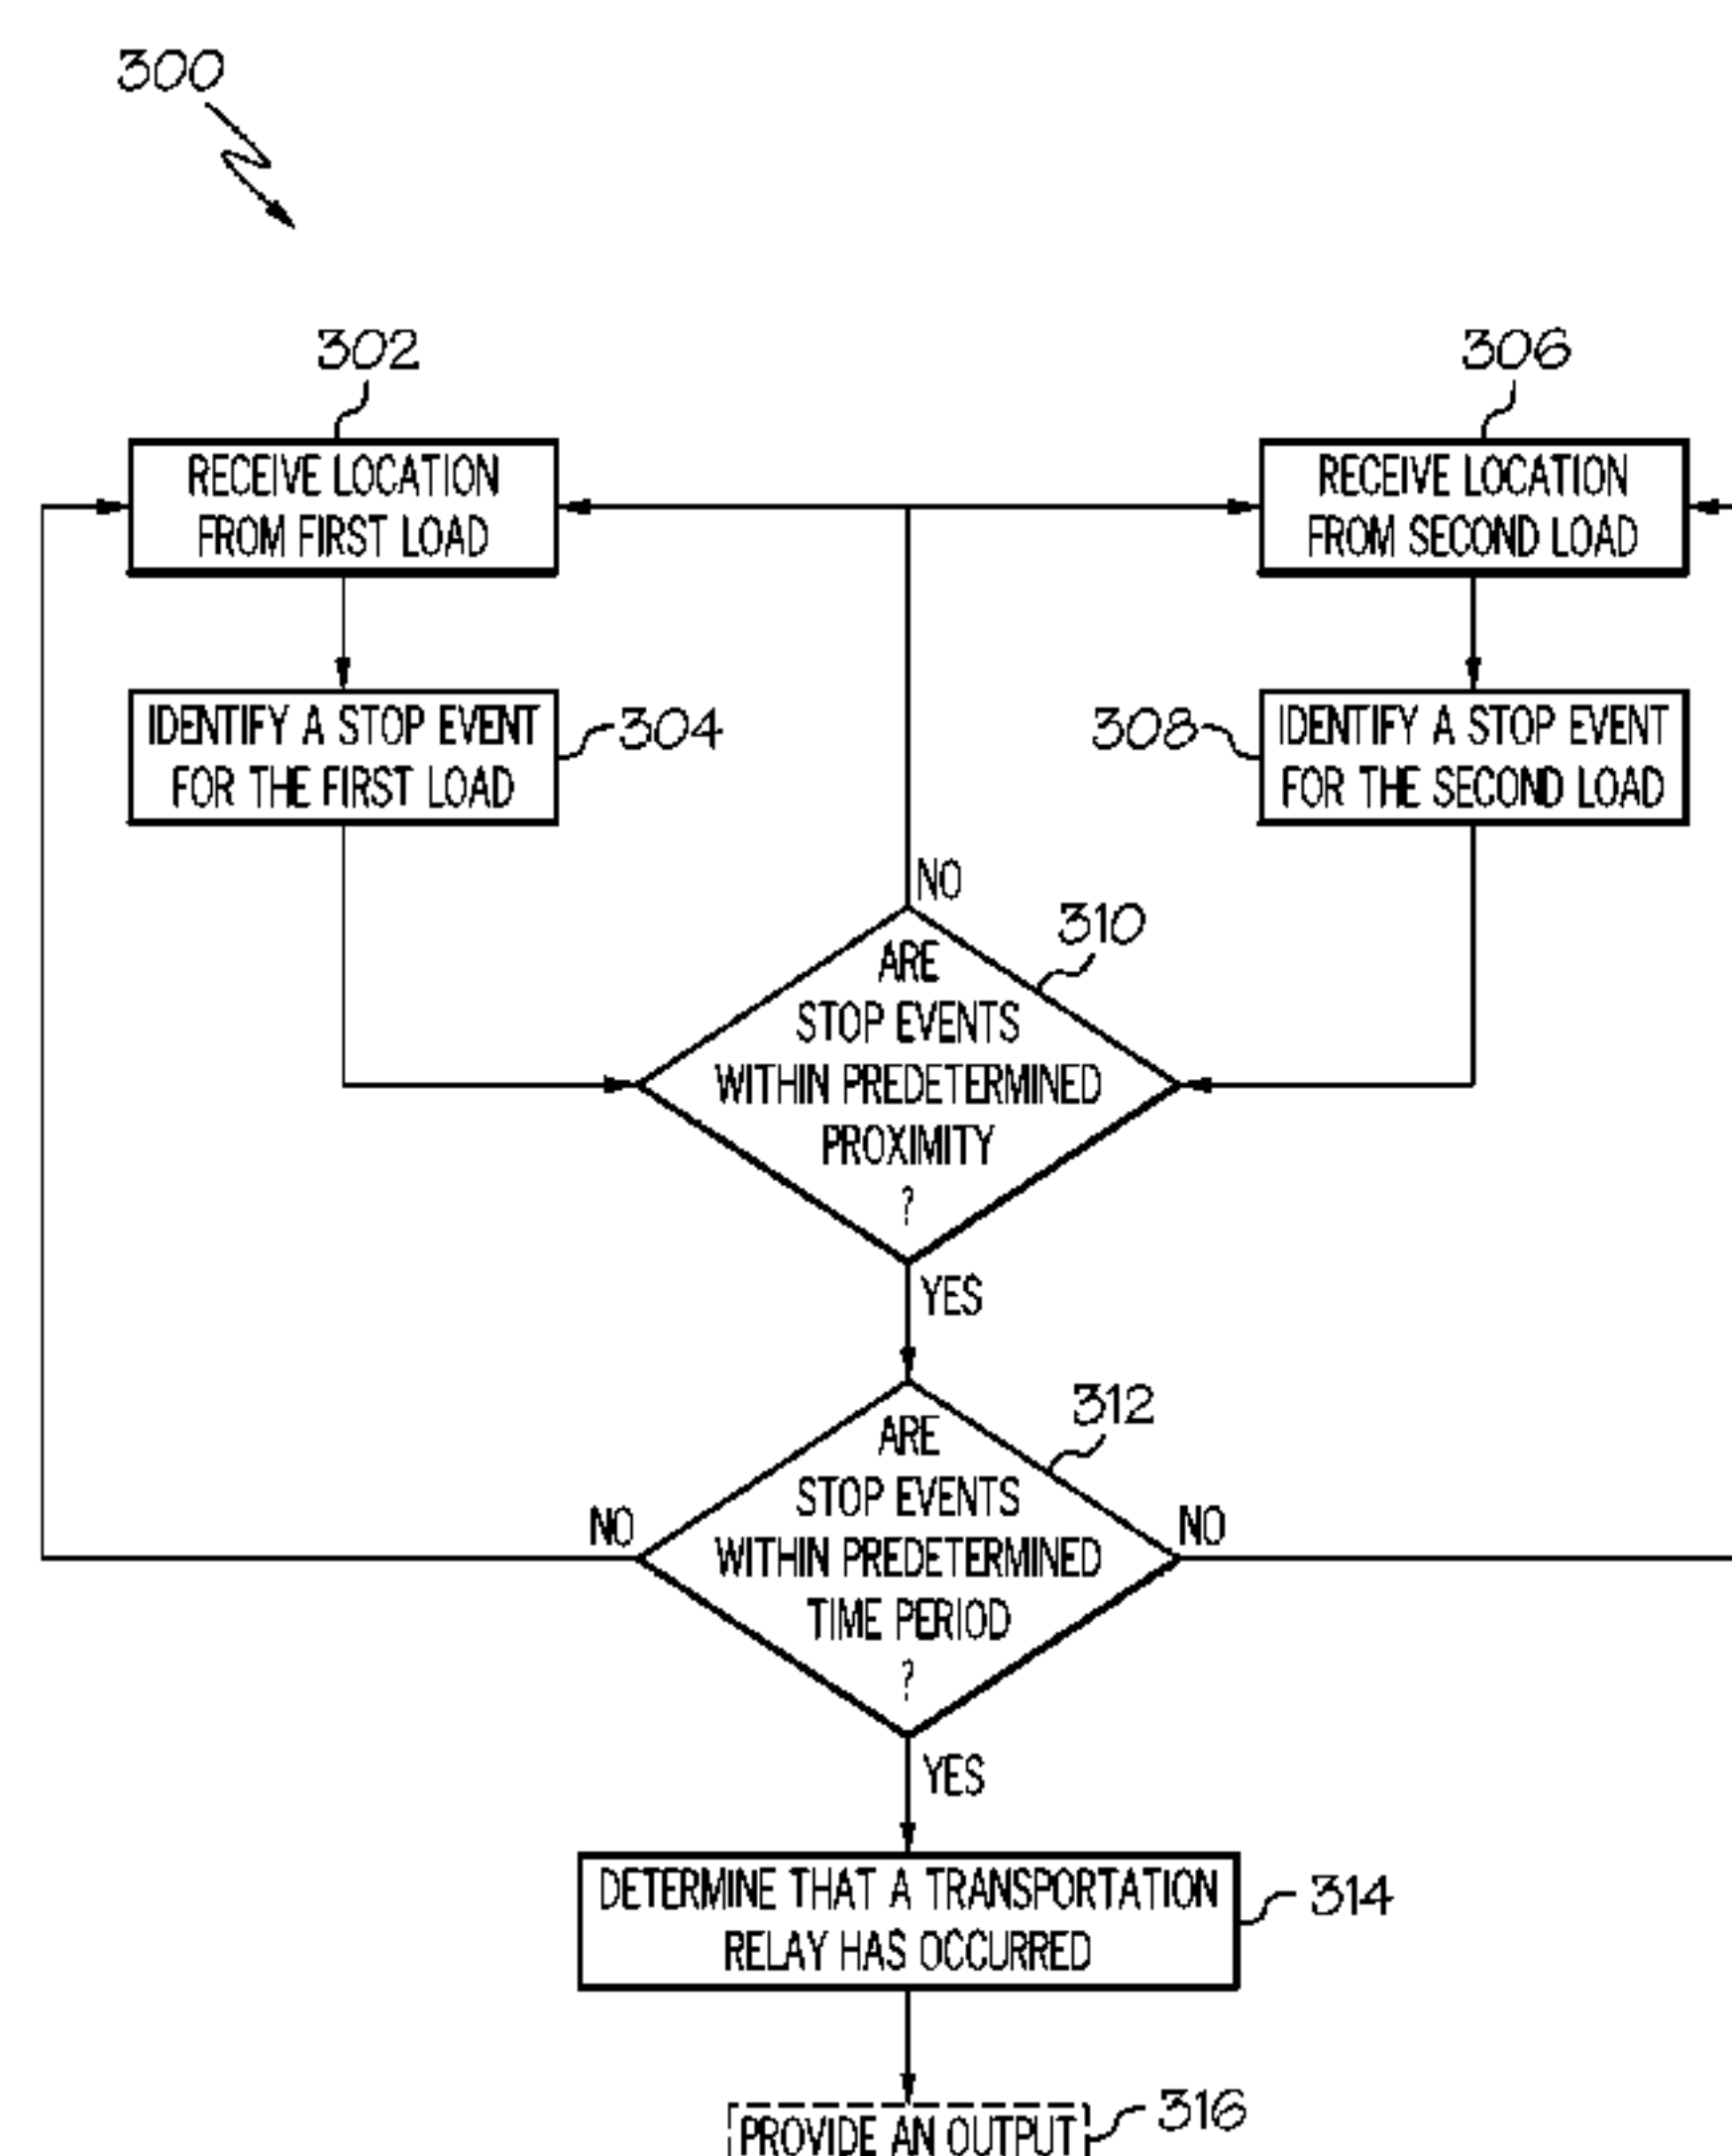 300
302
RECEIVE LOCATION
FROM FIRST LOAD
306
RECEIVE LOCATION
FROM SECOND LOAD
IDENTIFY A STOP EVENT
FOR THE FIRST LOAD
304
308
IDENTIFY A STOP EVENT
FOR THE SECOND LOAD
NO
310
ARE
STOP EVENTS
WITHIN PREDETERMINED
PROXIMITY
?
YES
312
ARE
STOP EVENTS
WITHIN PREDETERMINED
TIME PERIOD
?
NO
NO
YES
DETERMINE THAT A TRANSPORTATION
RELAY HAS OCCURRED
314
PROVIDE AN OUTPUT
316